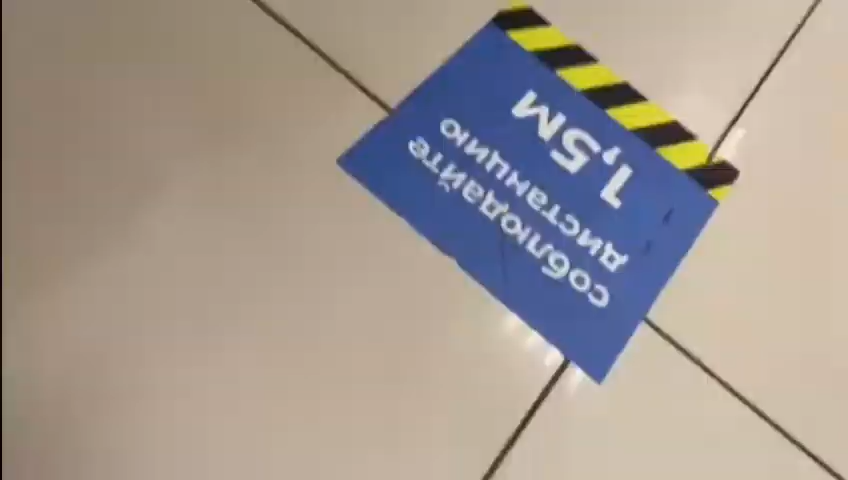 соблюдайте
дистанцию
1,5м